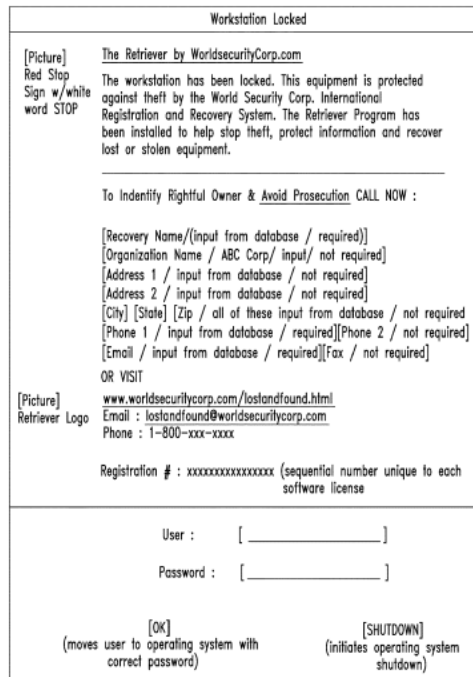 Workstation Locked
[Picture]
Red Stop
Sign w/white
word STOP
The Retriever by WorldsecurityCorp.com
The workstation has been locked. This equipment is protected
against theft by the World Security Corp. International
Registration and Recovery System. The Retriever Program has
been installed to help stop theft, protect information and recover
lost or stolen equipment.
To Indentify Rightful Owner & Avoid Prosecution CALL NOW :
[Recovery Name/(input from database / required)]
[Organization Name / ABC Corp/ input/ not required]
[Address 1 / input from database / not required]
[Address 2 / input from database / not required]
[City] [State] [Zip / all of these input from database / not required
[Phone 1 / input from database / required][Phone 2 / not required]
[Email / input from database / required][Fax / not required]
OR VISIT
[Picture]
Retriever Logo
www.worldsecuritycorp.com/lostandfound.html
Email : lostandfound@worldsecuritycorp.com
Phone : 1-800-xxx-xxxx
Registration # : xxxxxxxxxxxxxxxx (sequential number unique to each
software license
User : [ ______________ ]
Password : [ ______________ ]
[OK]
(moves user to operating system with
correct password)
[SHUTDOWN]
(initiates operating system
shutdown)